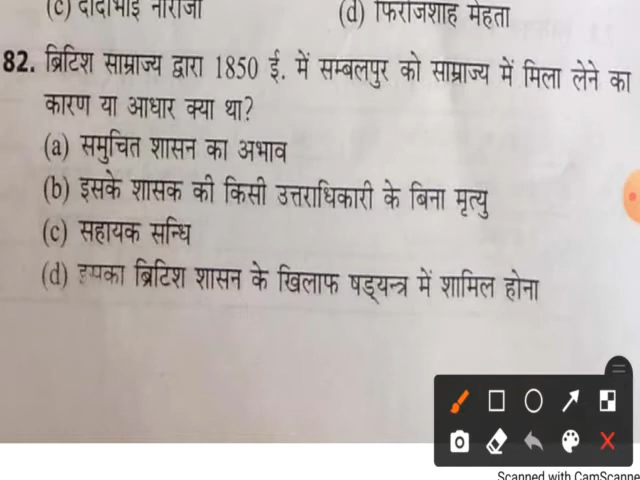 (c) दादाभाई नौरोजी (d) फिरोजशाह मेहता
82. ब्रिटिश साम्राज्य द्वारा 1850 ई. में सम्बलपुर को साम्राज्य में मिला लेने का
कारण या आधार क्या था?
(a) समुचित शासन का अभाव
(b) इसके शासक की किसी उत्तराधिकारी के बिना मृत्यु
(c) सहायक सन्धि
(d) इसका ब्रिटिश शासन के खिलाफ षड्यन्त्र में शामिल होना
Scanned with CamScanne